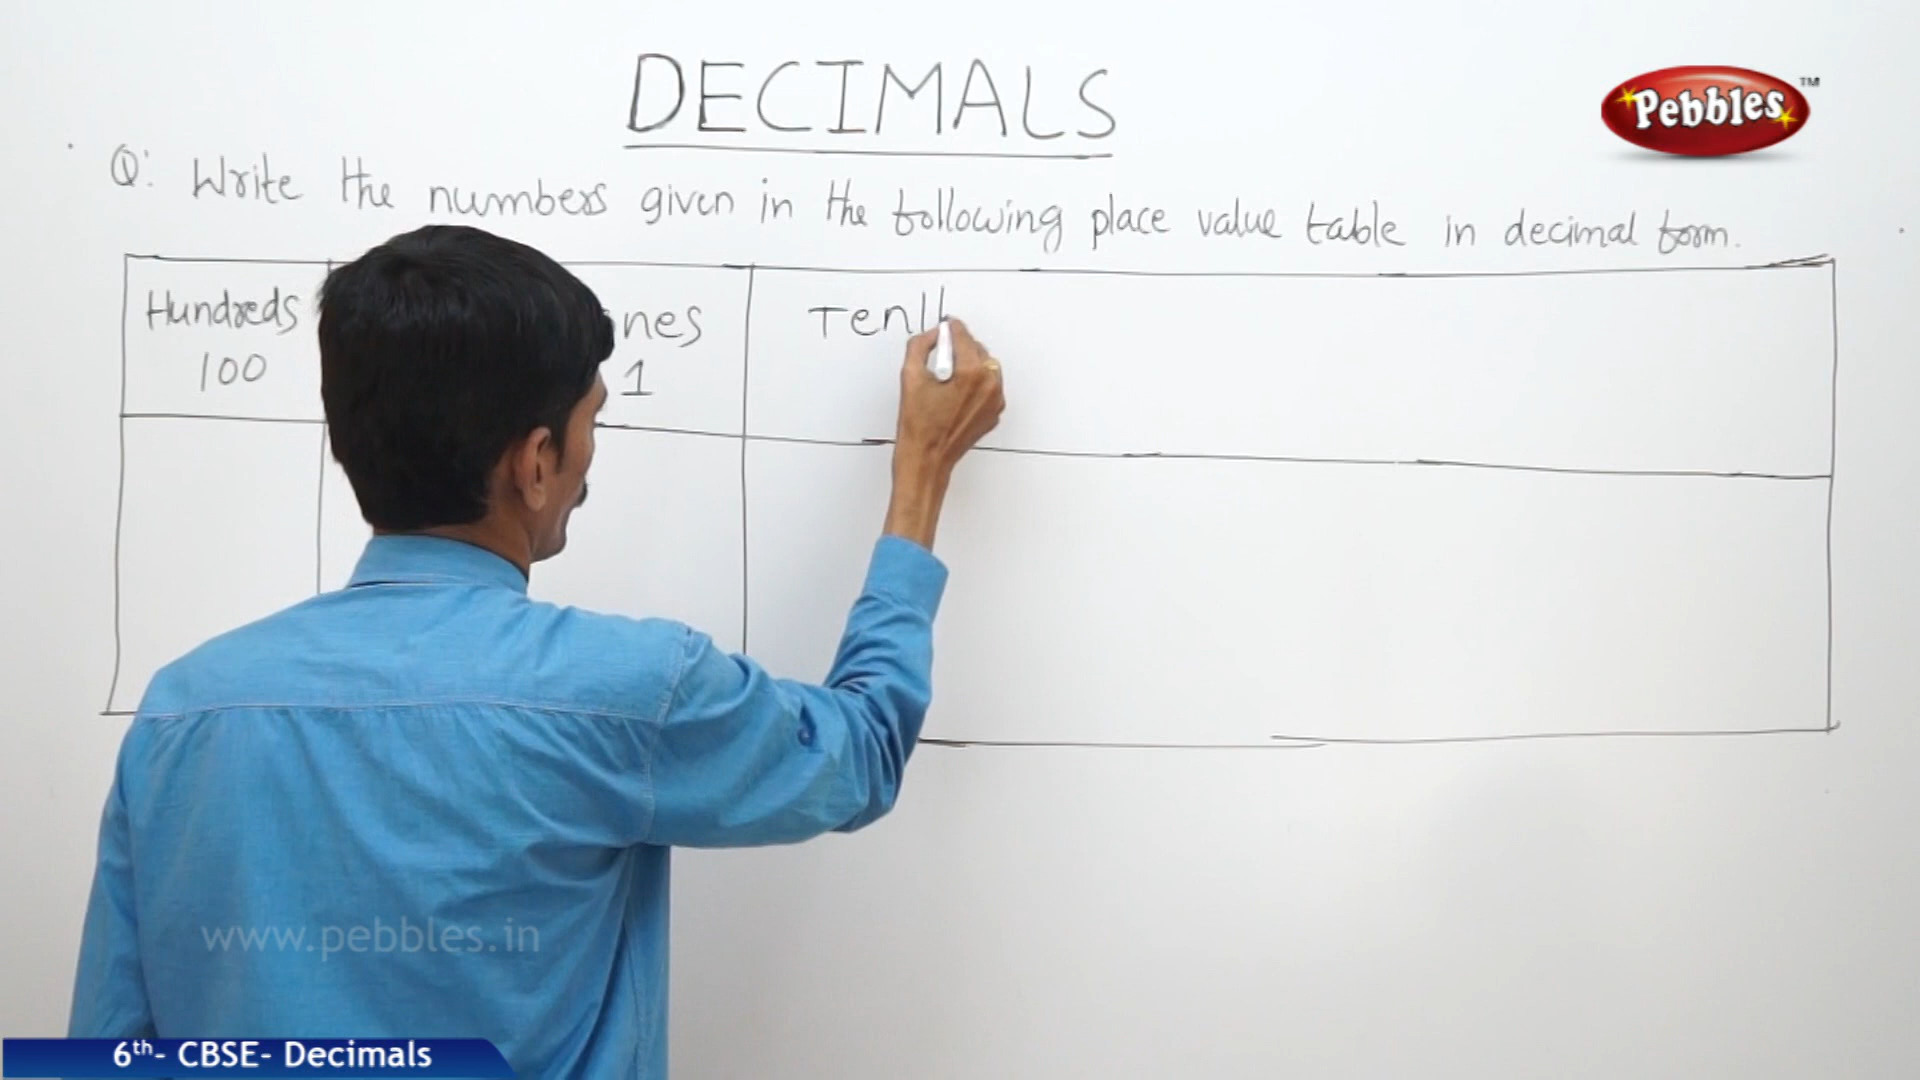 DECIMALS
Pebbles™
Q: Write the numbers given in the following place value table in decimal form.
Hundreds nes Tenth
100 1
www.pebbles.in
6th- CBSE- Decimals